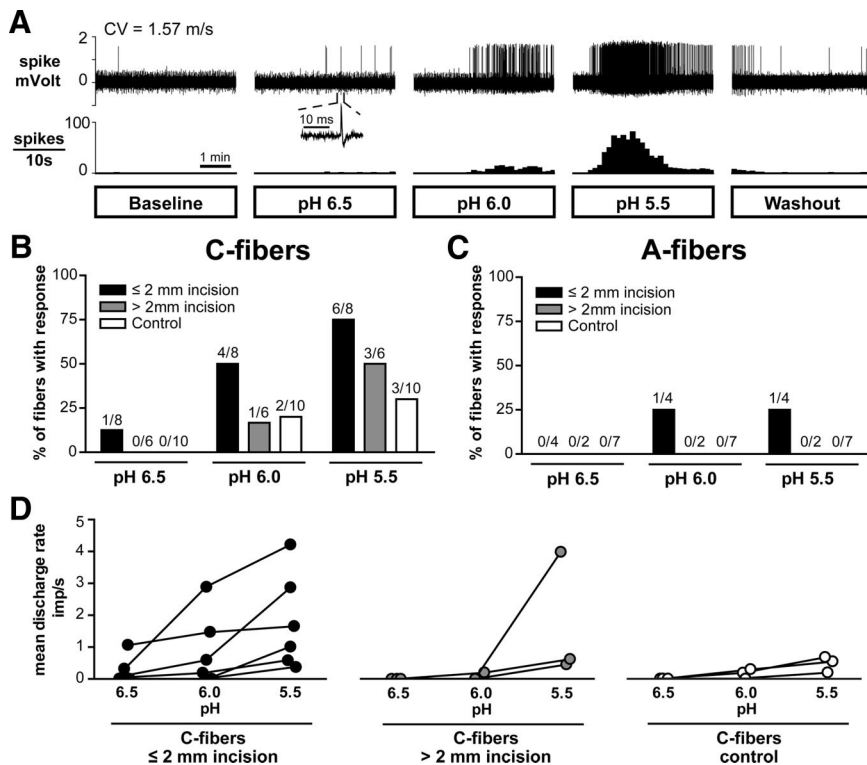 A
CV = 1.57 m/s
spike
mVolt
2
1
0
10 ms
spikes
10s
100
0
1 min
Baseline
pH 6.5
pH 6.0
pH 5.5
Washout
B
C-fibers
% of fibers with response
100
75
50
25
0
≤ 2 mm incision
> 2mm incision
Control
1/8
0/6
0/10
4/8
1/6
2/10
6/8
3/6
3/10
pH 6.5
pH 6.0
pH 5.5
C
A-fibers
% of fibers with response
100
75
50
25
0
≤ 2 mm incision
> 2mm incision
Control
0/4
0/2
0/7
1/4
0/2
0/7
1/4
0/2
0/7
pH 6.5
pH 6.0
pH 5.5
D
mean discharge rate
imp/s
5
4
3
2
1
0
6.5
6.0
5.5
pH
C-fibers
≤ 2 mm incision
6.5
6.0
5.5
pH
C-fibers
> 2 mm incision
6.5
6.0
5.5
pH
C-fibers
control